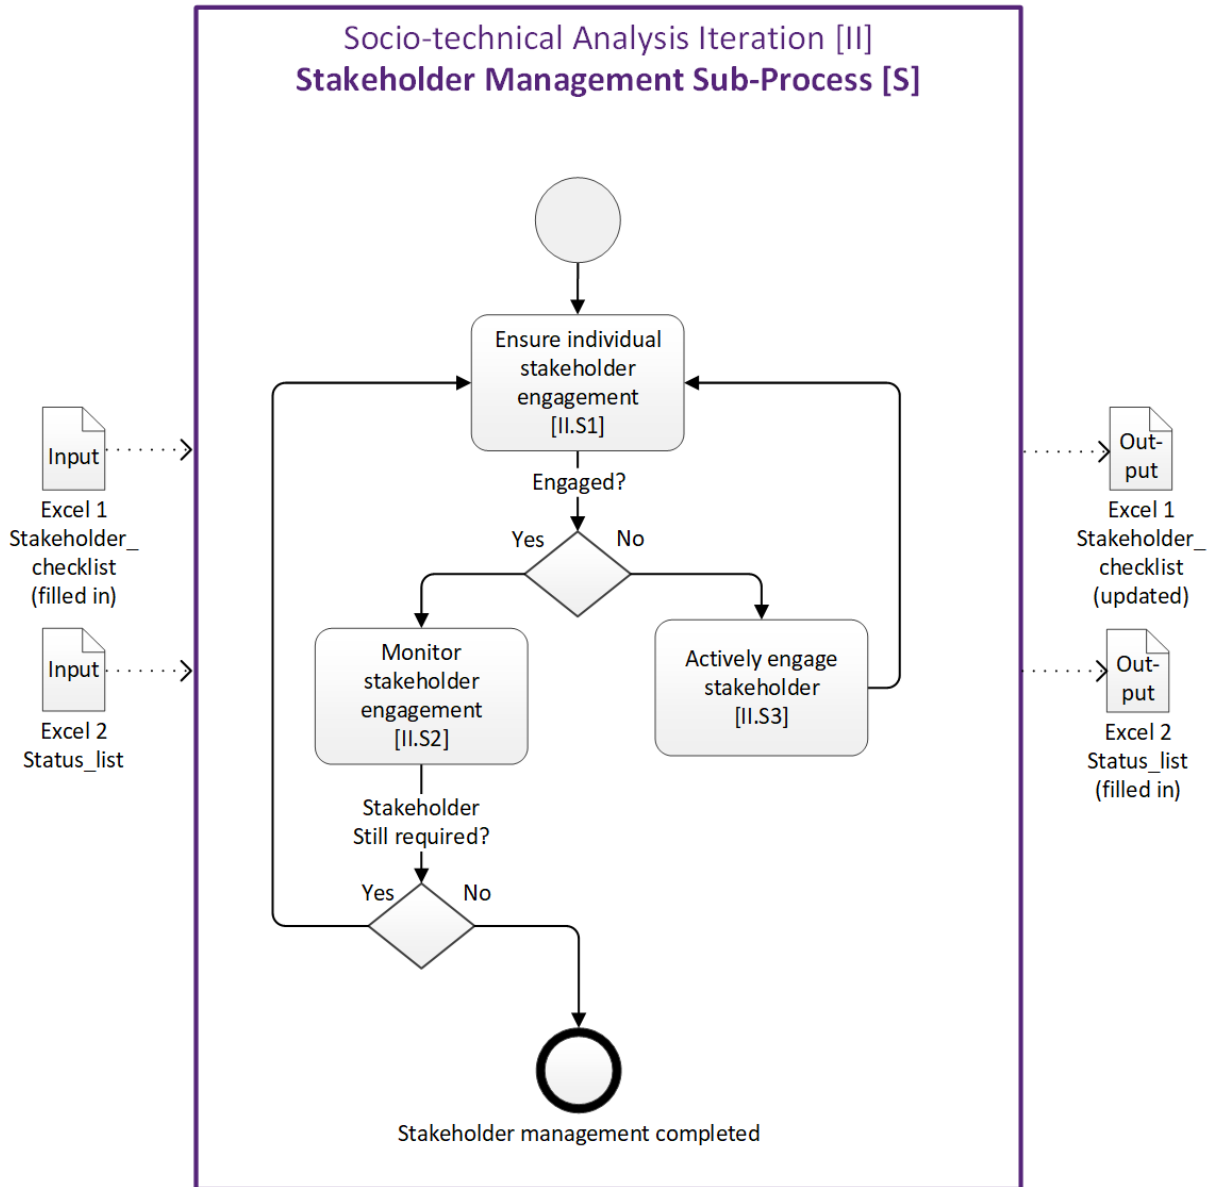 Socio-technical Analysis Iteration [II]
Stakeholder Management Sub-Process [S]
Ensure individual
stakeholder
engagement
[II.S1]
Engaged?
Yes
No
Monitor
stakeholder
engagement
[II.S2]
Actively engage
stakeholder
[II.S3]
Stakeholder
Still required?
Yes
No
Stakeholder management completed
Input
Excel 1
Stakeholder_
checklist
(filled in)
Input
Excel 2
Status_list
Out-
put
Excel 1
Stakeholder_
checklist
(updated)
Out-
put
Excel 2
Status_list
(filled in)